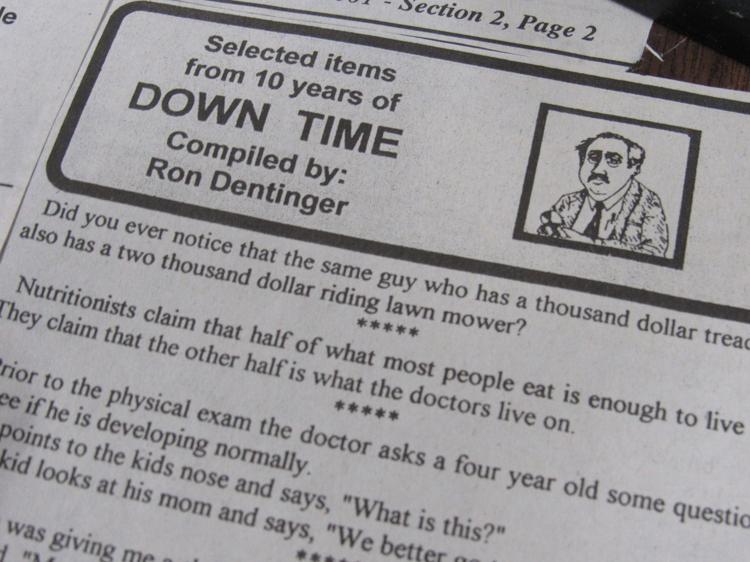 Section 2, Page 2
Selected items
from 10 years of
DOWN TIME
Compiled by:
Ron Dentinger
Did you ever notice that the same guy who has a thousand dollar
also has a two thousand dollar riding lawn mower?
*****
Nutritionists claim that half of what most people eat is enough to live
They claim that the other half is what the doctors live on.
*****
Prior to the physical exam the doctor asks a four year old some
if he is developing normally.
points to the kids nose and says, "What is this?"
kid looks at his mom and says, "We better
*****
was giving me